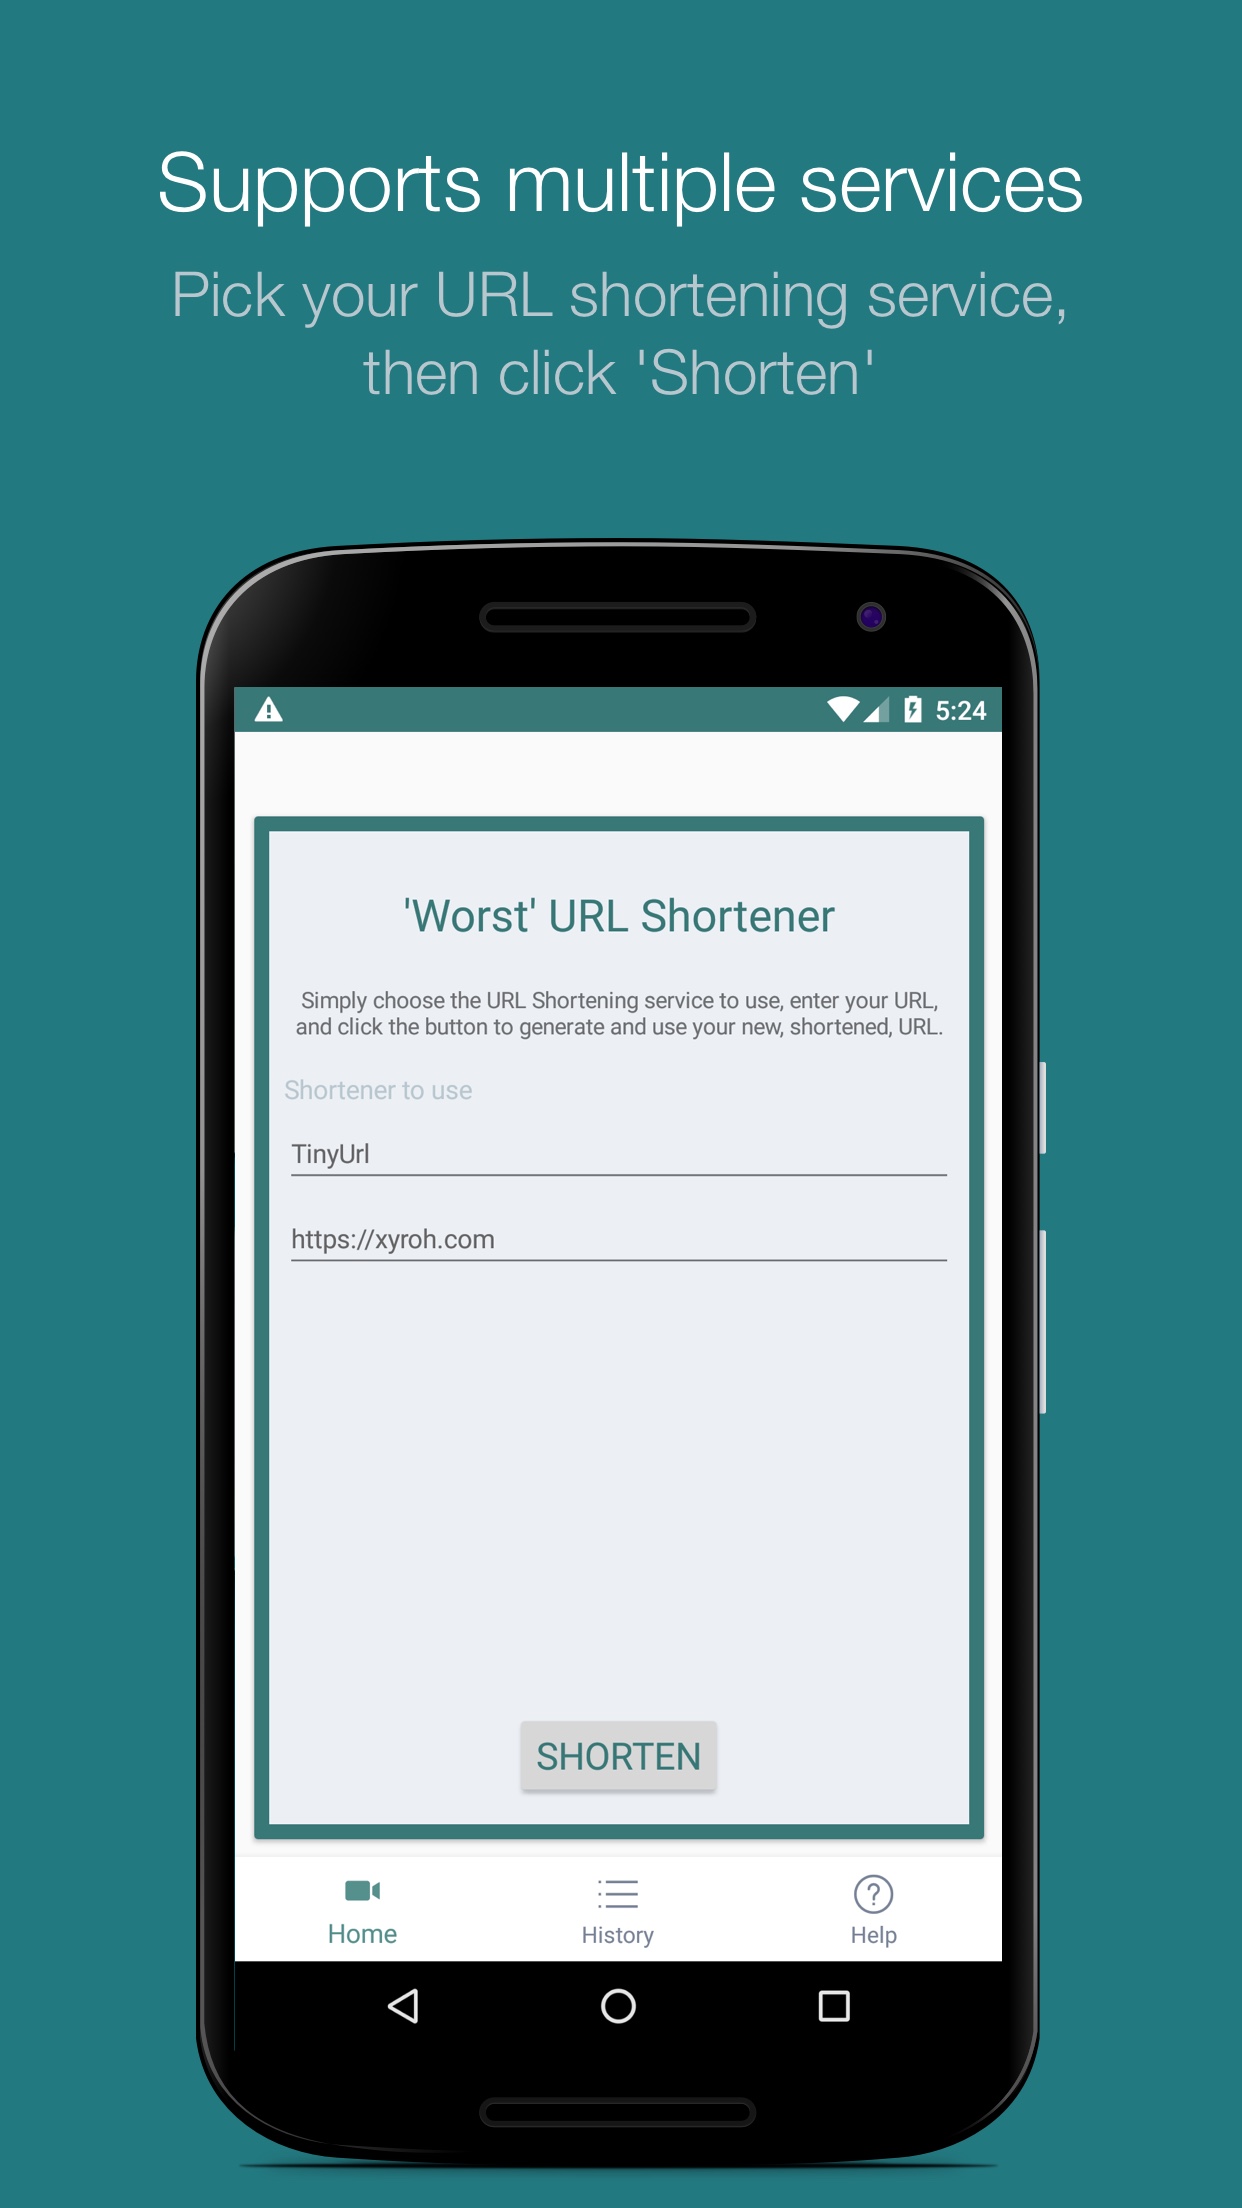 Supports multiple services
Pick your URL shortening service,
then click 'Shorten'
5:24
'Worst' URL Shortener
Simply choose the URL Shortening service to use, enter your URL,
and click the button to generate and use your new, shortened, URL.
Shortener to use
TinyUrl
https://xyroh.com
SHORTEN
Home
History
Help